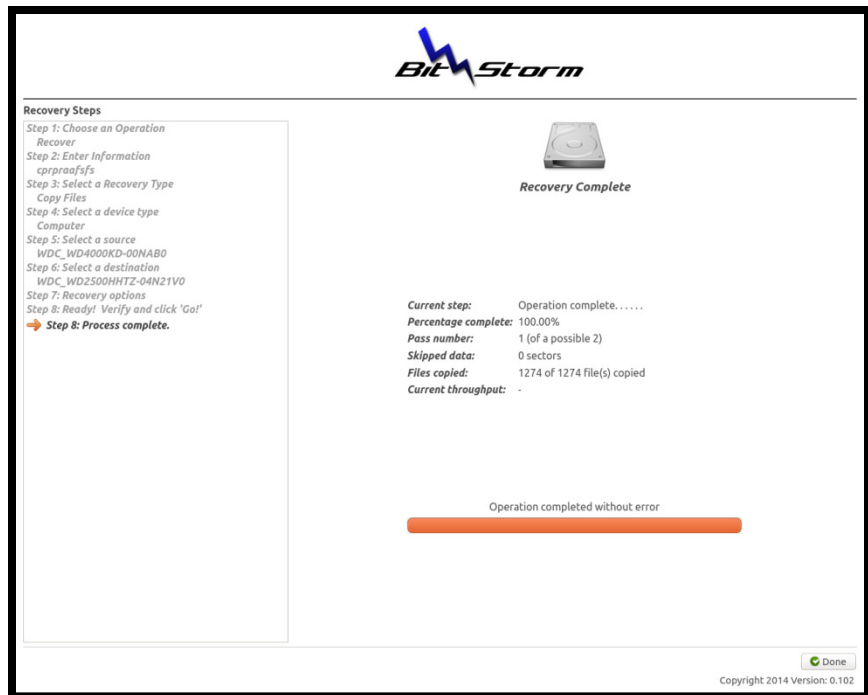 Bit Storm
Recovery Steps
Step 1: Choose an Operation
Recover
Step 2: Enter Information
cprpraafsfs
Step 3: Select a Recovery Type
Copy Files
Step 4: Select a device type
Computer
Step 5: Select a source
WDC_WD4000KD-00NAB0
Step 6: Select a destination
WDC_WD2500HHTZ-04N21V0
Step 7: Recovery options
Step 8: Ready! Verify and click 'Go!'
Step 8: Process complete.
Recovery Complete
Current step: Operation complete. . . . . .
Percentage complete: 100.00%
Pass number: 1 (of a possible 2)
Skipped data: 0 sectors
Files copied: 1274 of 1274 file(s) copied
Current throughput: -
Operation completed without error
Done
Copyright 2014 Version: 0.102